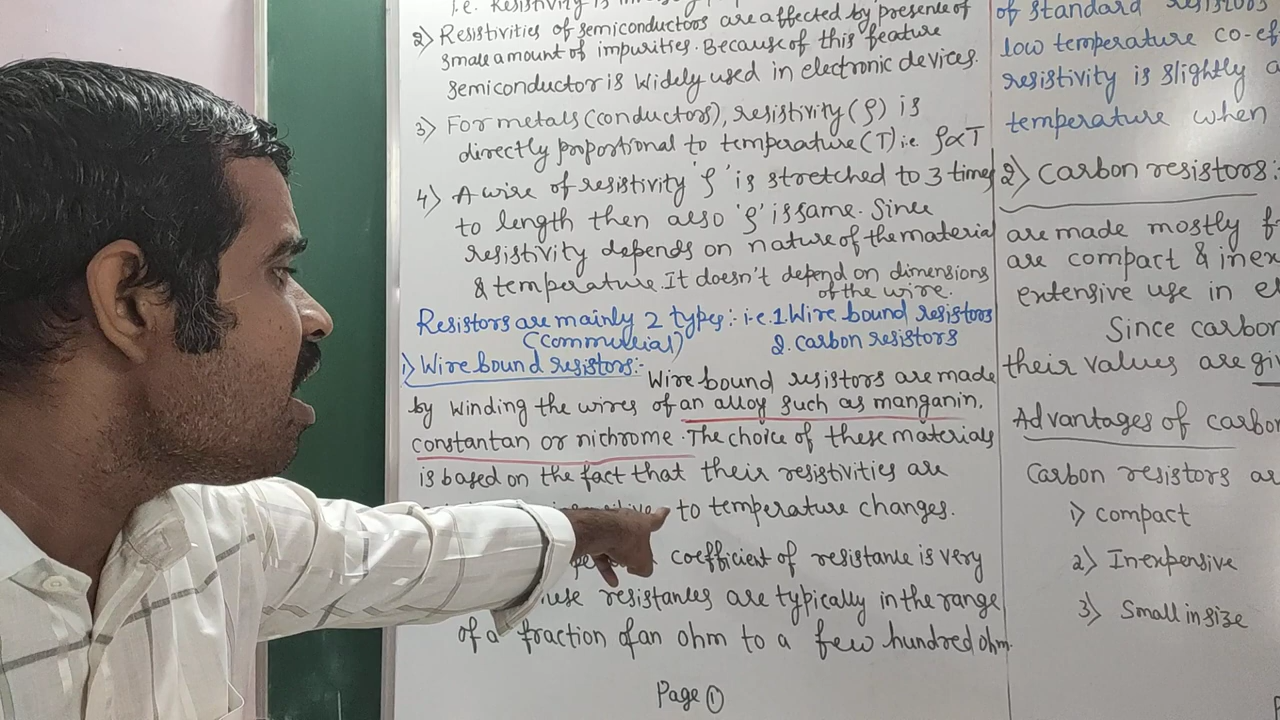 i.e. Resistivity is
2) Resistivities of semiconductors are affected by presence of
small amount of impurities. Because of this feature
semiconductor is widely used in electronic devices.
3) For metals (conductors), resistivity (ρ) is
directly proportional to temperature (T) i.e. ρ∝T
4) A wire of resistivity 'ρ' is stretched to 3 times
to length then also 'ρ' is same. Since
resistivity depends on nature of the material
& temperature. It doesn't depend on dimensions
of the wire.
Resistors are mainly 2 types:- i.e. 1. Wire bound resistors
(commercial) 2. carbon resistors
1) Wire bound resistors:-
Wire bound resistors are made
by winding the wires of an alloy such as manganin,
constantan or nichrome. The choice of these materials
is based on the fact that their resistivities are
to temperature changes.
coefficient of resistance is very
resistances are typically in the range
of a fraction of an ohm to a few hundred ohm.
Page 1
of standard resistors
low temperature co-ef
resistivity is slightly a
temperature when
2) Carbon resistors:
are made mostly f
are compact & inex
extensive use in el
Since carbon
their values are giv
Advantages of carbon
Carbon resistors ar
1) compact
2) Inexpensive
3) Small in size